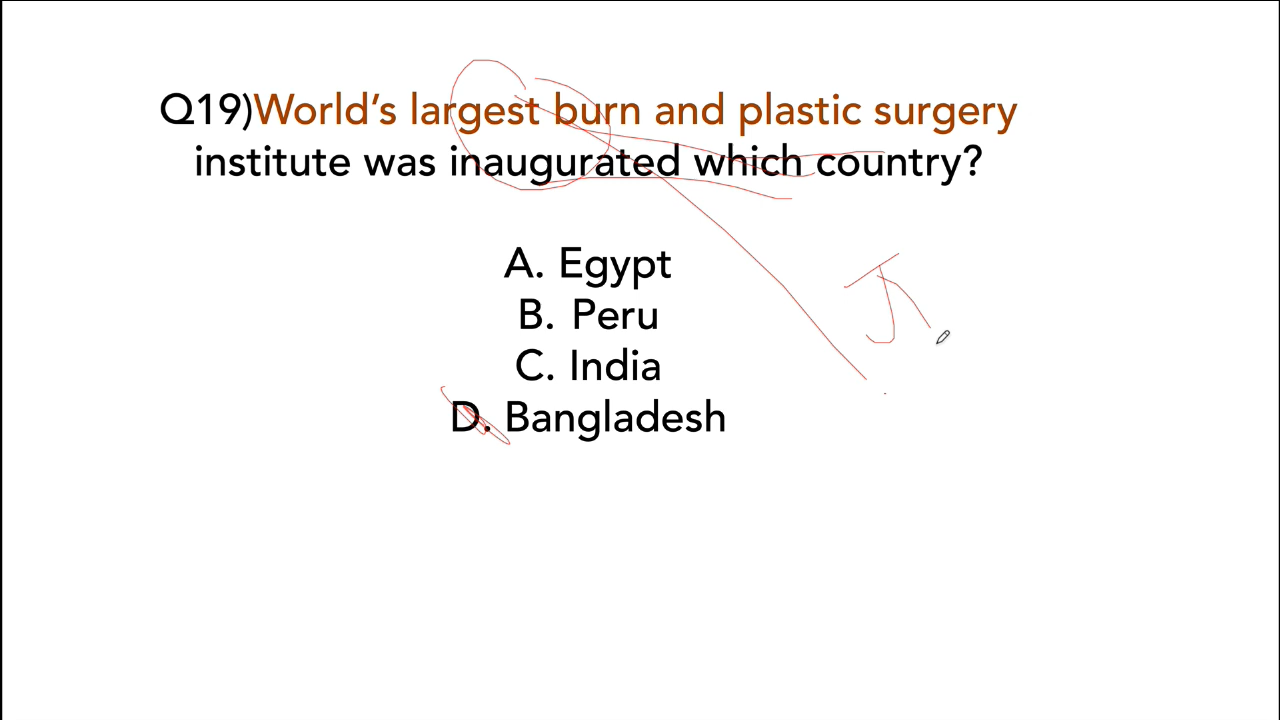 Q19)World's largest burn and plastic surgery
institute was inaugurated which country?
A. Egypt
B. Peru
C. India
D. Bangladesh